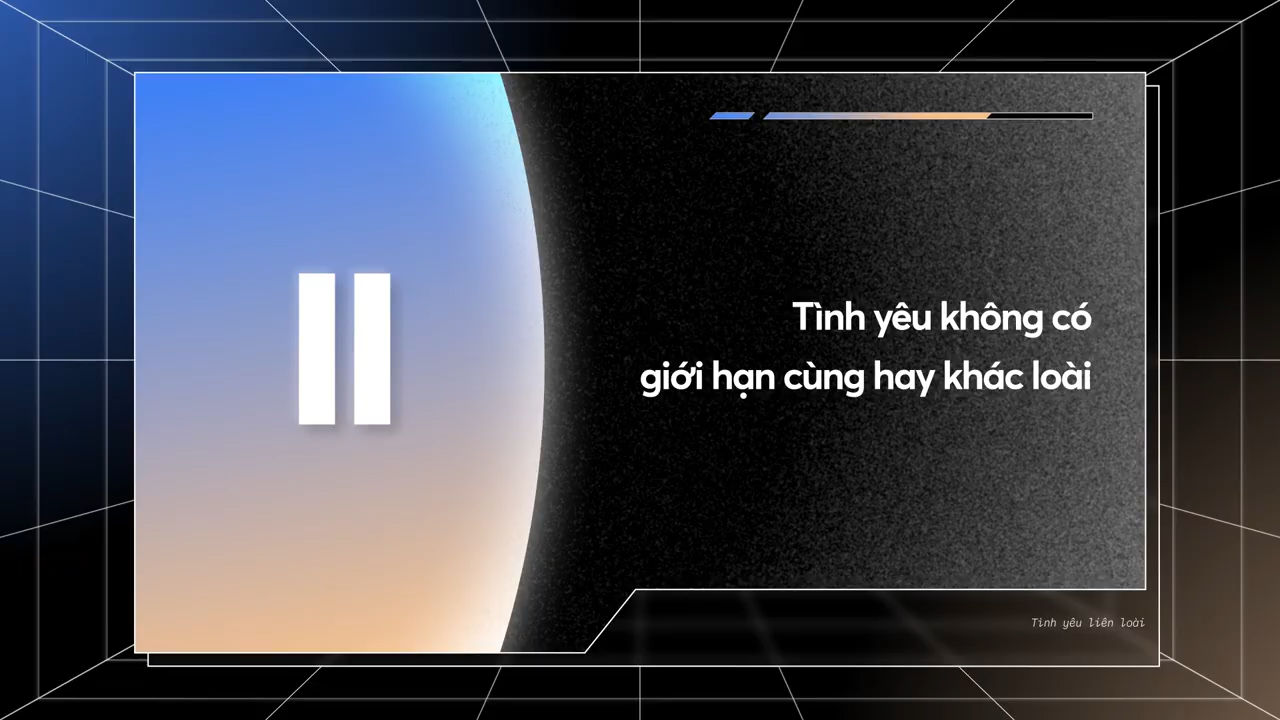 II
Tình yêu không có
giới hạn cùng hay khác loài
Tình yêu liên loài